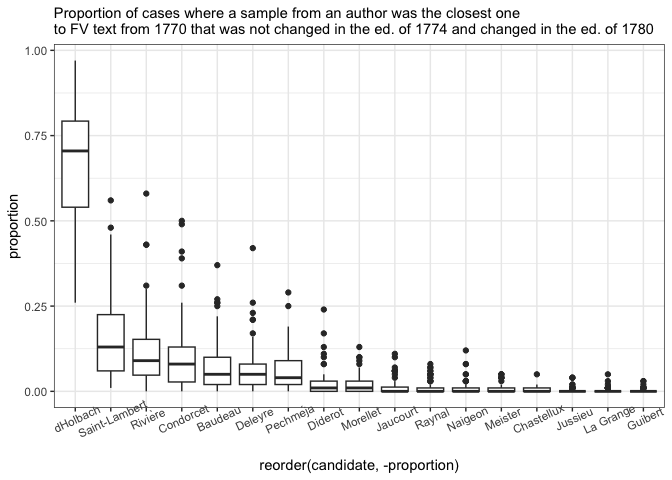 Proportion of cases where a sample from an author was the closest one
to FV text from 1770 that was not changed in the ed. of 1774 and changed in the ed. of 1780
1.00
0.75
0.50
0.25
0.00
proportion
dHolbach
Saint-Lambert
Riviere
Condorcet
Baudeau
Deleyre
Pechmeja
Diderot
Morellet
Jaucourt
Raynal
Naigeon
Meister
Chastellux
Jussieu
La Grange
Guibert
reorder(candidate, -proportion)